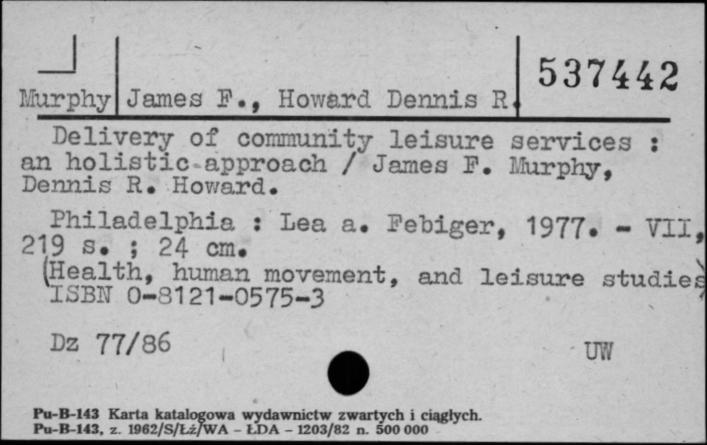 537442
Murphy James F., Howard Dennis R.
Delivery of community leisure services :
an holistic approach / James F. Murphy,
Dennis R. Howard.
Philadelphia : Lea a. Febiger, 1977. - VII,
219 s. ; 24 cm.
(Health, human movement, and leisure studies)
ISBN 0-8121-0575-3
Dz 77/86 UW
Pu-B-143 Karta katalogowa wydawnictw zwartych i ciągłych.
Pu-B-143, z. 1962/S/Łź/WA - ŁDA - 1203/82 n. 500 000